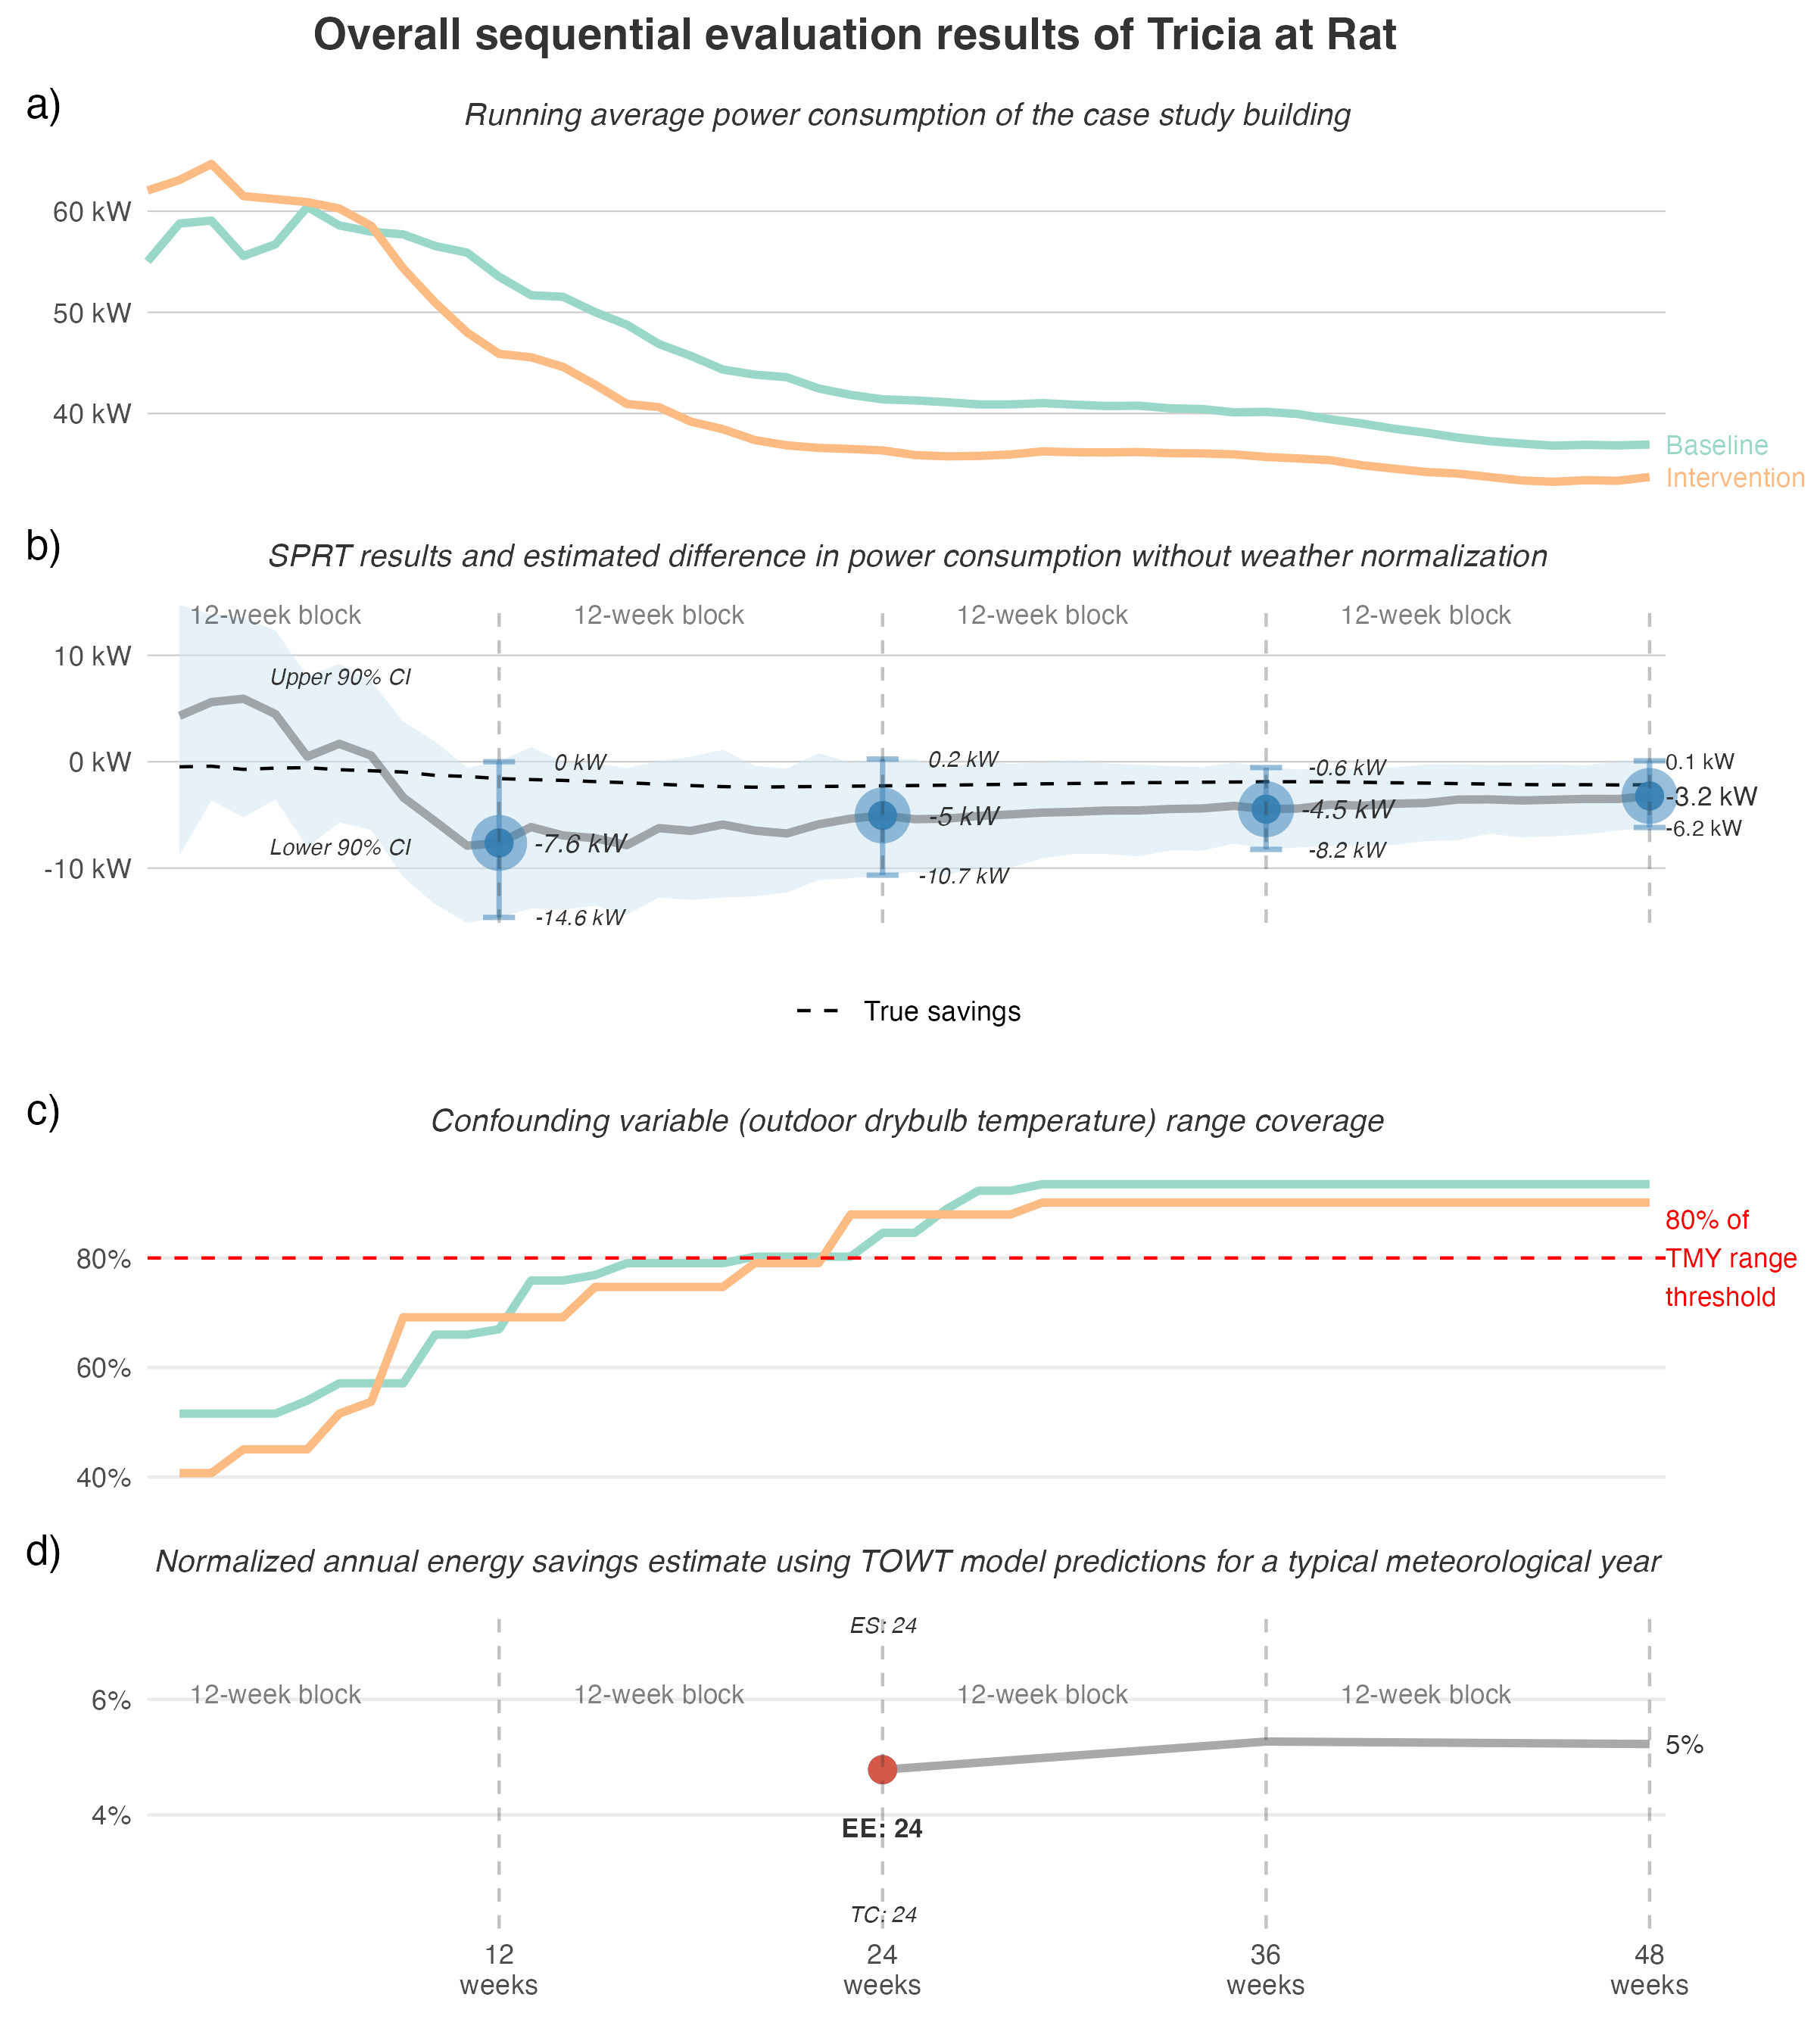 Overall sequential evaluation results of Tricia at Rat
a)
Running average power consumption of the case study building
60 kW
50 kW
40 kW
Baseline
Intervention
b)
SPRT results and estimated difference in power consumption without weather normalization
12-week block 12-week block 12-week block 12-week block
10 kW
Upper 90% CI
0 kW
0 kW
0.2 kW
-0.6 kW
0.1 kW
-7.6 kW
-5 kW
-4.5 kW
-3.2 kW
Lower 90% CI
-10 kW
-14.6 kW
-10.7 kW
-8.2 kW
-6.2 kW
True savings
c)
Confounding variable (outdoor drybulb temperature) range coverage
80%
60%
40%
80% of
TMY range
threshold
d)
Normalized annual energy savings estimate using TOWT model predictions for a typical meteorological year
ES: 24
12-week block 12-week block 12-week block 12-week block
6%
5%
4%
EE: 24
TC: 24
12
weeks
24
weeks
36
weeks
48
weeks